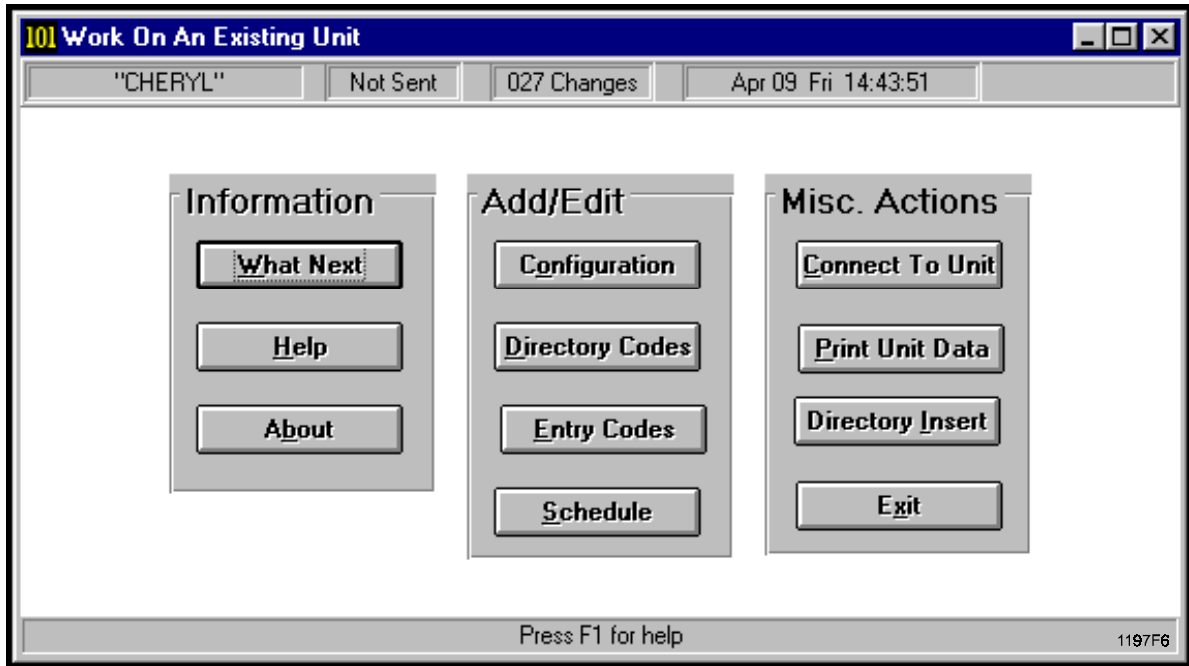 101 Work On An Existing Unit
"CHERYL" Not Sent 027 Changes Apr 09 Fri 14:43:51
Information
What Next
Help
About
Add/Edit
Configuration
Directory Codes
Entry Codes
Schedule
Misc. Actions
Connect To Unit
Print Unit Data
Directory Insert
Exit
Press F1 for help
1197F6